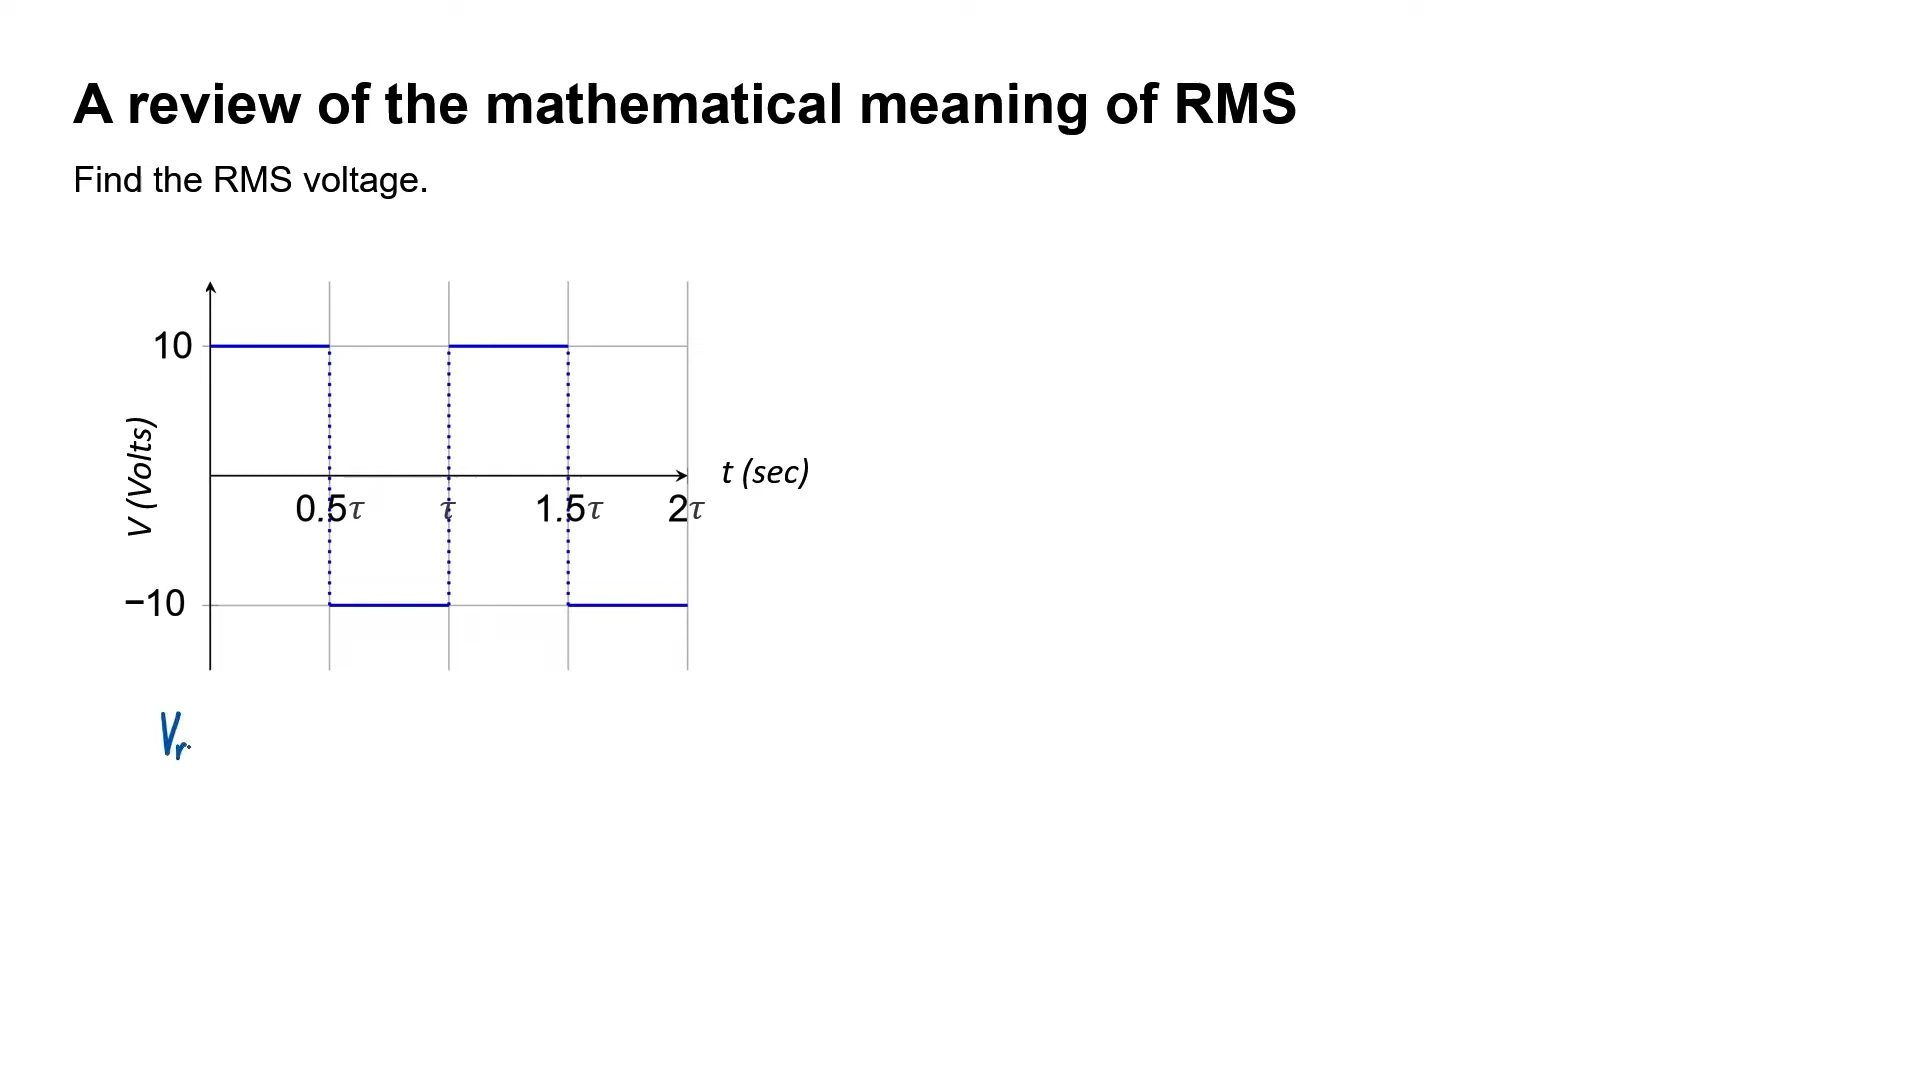 A review of the mathematical meaning of RMS
Find the RMS voltage.
10
V (Volts)
t (sec)
0.5τ τ 1.5τ 2τ
−10
Vr